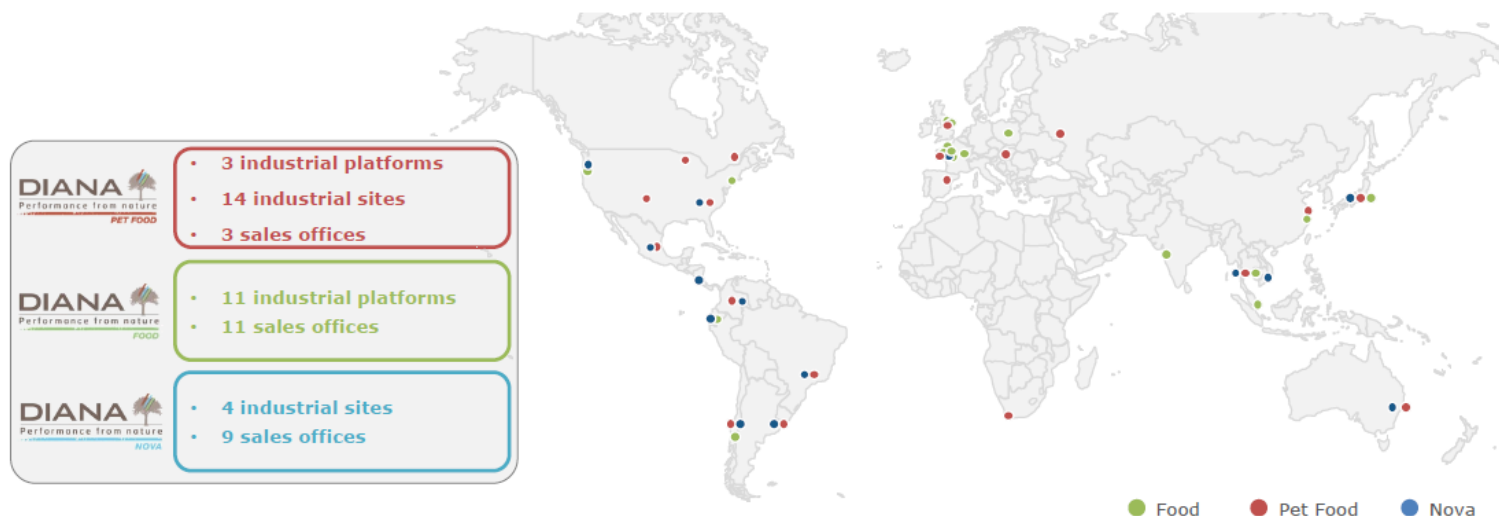 DIANA
Performance from nature
PET FOOD
• 3 industrial platforms
• 14 industrial sites
• 3 sales offices
DIANA
Performance from nature
FOOD
• 11 industrial platforms
• 11 sales offices
DIANA
Performance from nature
NOVA
• 4 industrial sites
• 9 sales offices
Food
Pet Food
Nova